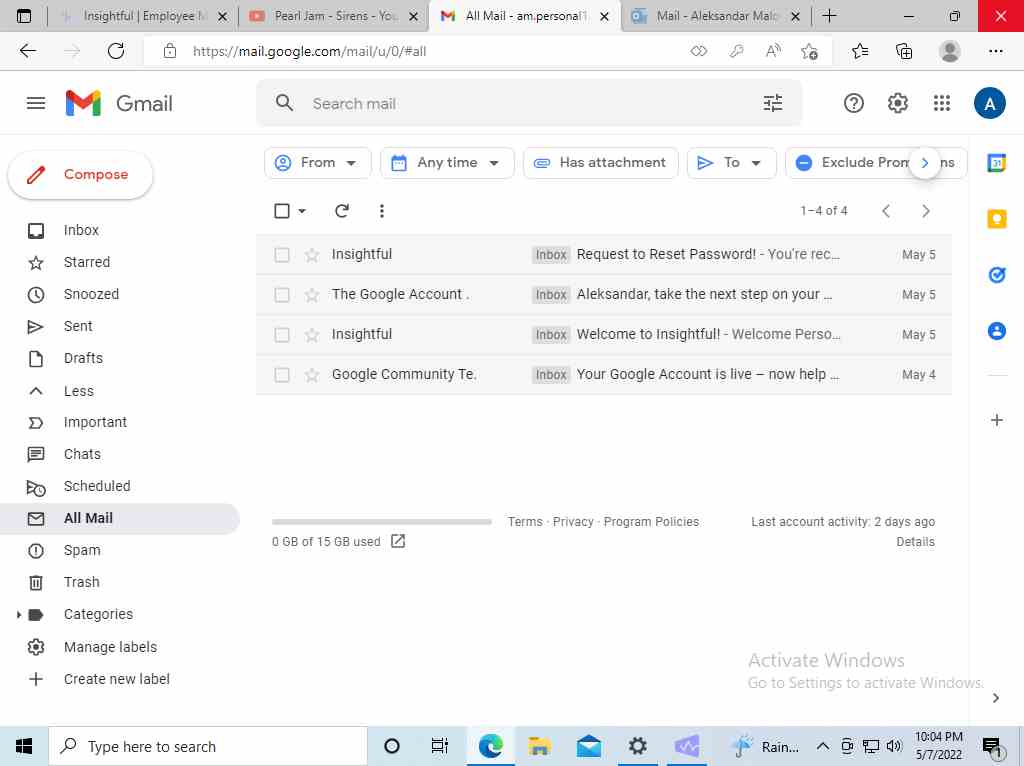 Insightful | Employee M
Pearl Jam - Sirens - You
All Mail - am.personal1
Mail - Aleksandar Malo
https://mail.google.com/mail/u/0/#all
Gmail
Search mail
A
Compose
From
Any time
Has attachment
To
Exclude Prom
ns
31
1–4 of 4
Inbox
Starred
Snoozed
Sent
Drafts
Less
Important
Chats
Scheduled
All Mail
Spam
Trash
Categories
Manage labels
Create new label
Insightful Inbox Request to Reset Password! - You're rec... May 5
The Google Account . Inbox Aleksandar, take the next step on your ... May 5
Insightful Inbox Welcome to Insightful! - Welcome Perso... May 5
Google Community Te. Inbox Your Google Account is live – now help ... May 4
0 GB of 15 GB used
Terms · Privacy · Program Policies
Last account activity: 2 days ago
Details
Activate Windows
Go to Settings to activate Windows.
Type here to search
Rain...
10:04 PM
5/7/2022
1